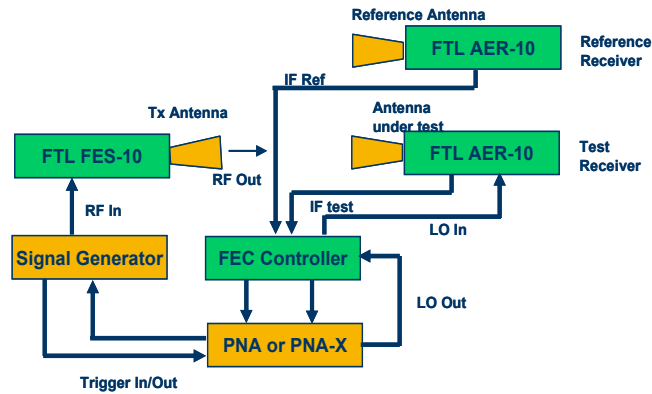 Reference Antenna
FTL AER-10
Reference
Receiver
IF Ref
Tx Antenna
Antenna
under test
FTL FES-10
FTL AER-10
Test
Receiver
RF Out
RF In
IF test
LO In
Signal Generator
FEC Controller
LO Out
PNA or PNA-X
Trigger In/Out